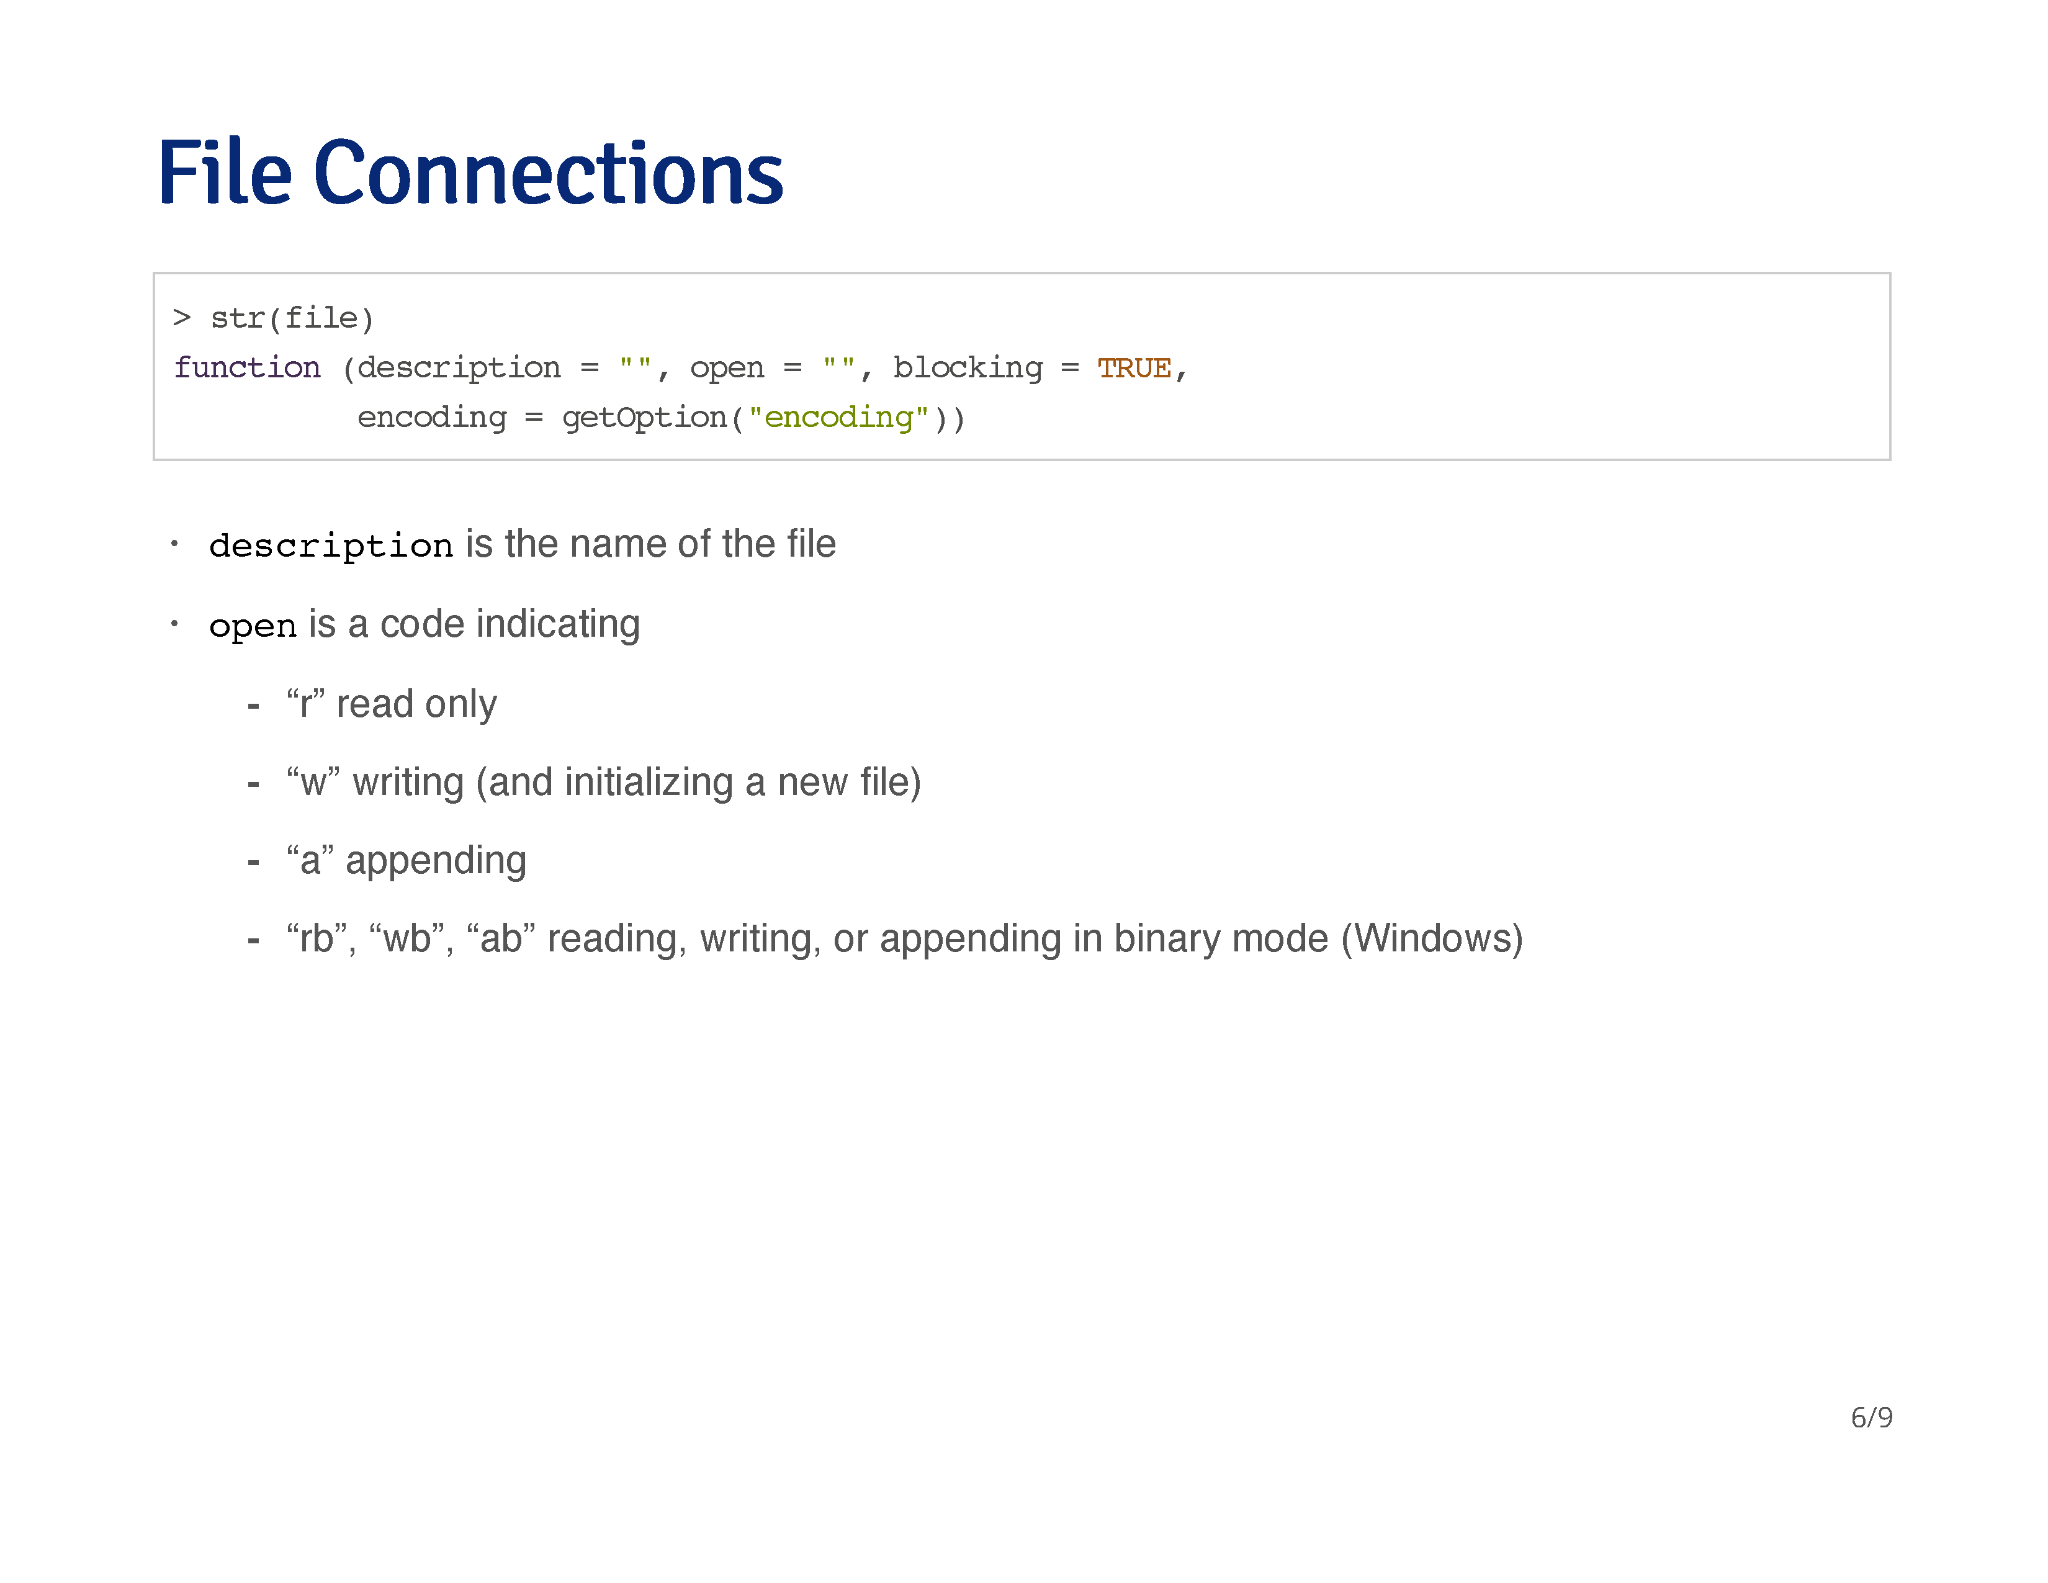 File Connections
> str(file)
function (description = "", open = "", blocking = TRUE,
          encoding = getOption("encoding"))
· description is the name of the file
· open is a code indicating
- “r” read only
- “w” writing (and initializing a new file)
- “a” appending
- “rb”, “wb”, “ab” reading, writing, or appending in binary mode (Windows)
6/9